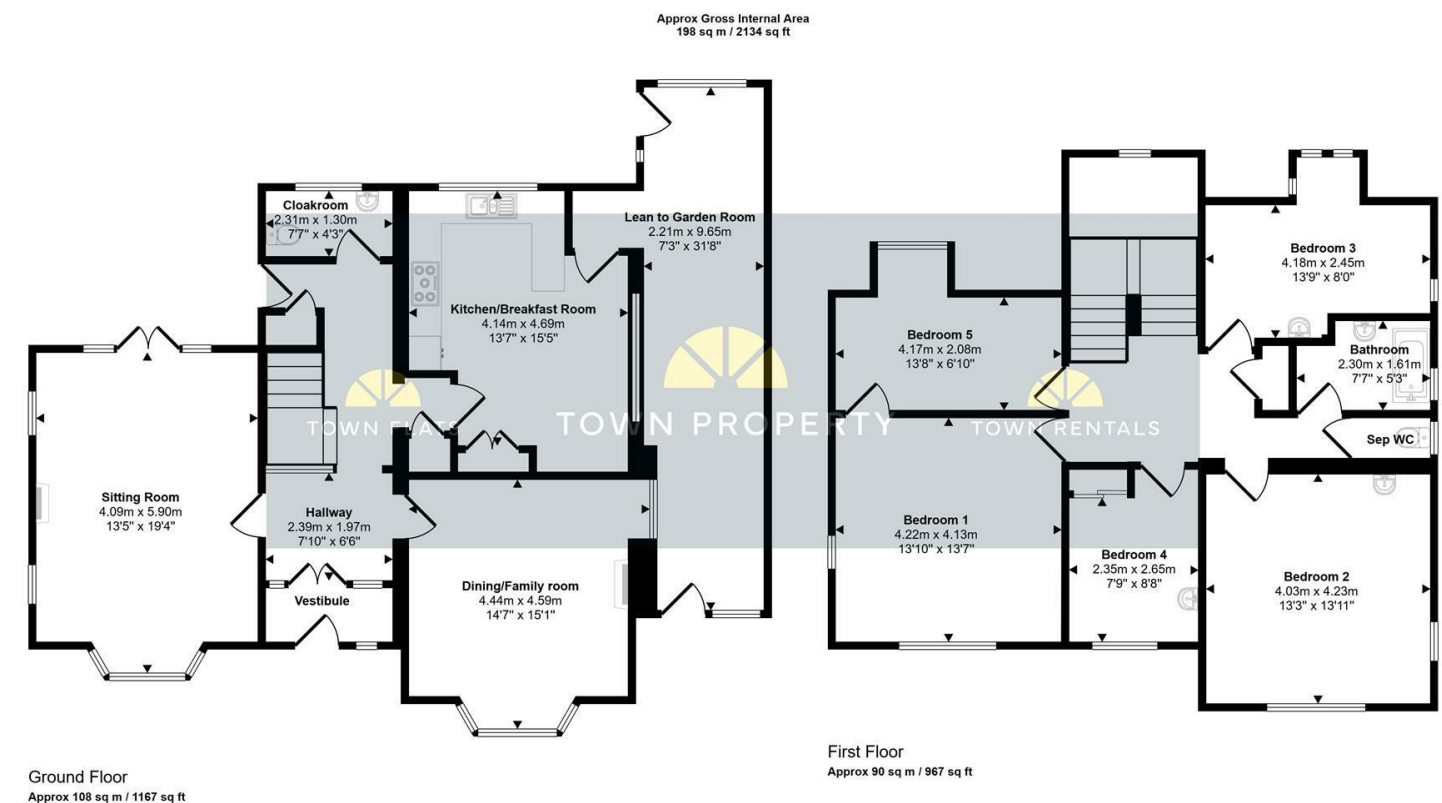 Approx Gross Internal Area
198 sq m / 2134 sq ft
Cloakroom
2.31m x 1.30m
7'7" x 4'3"
Lean to Garden Room
2.21m x 9.65m
7'3" x 31'8"
Kitchen/Breakfast Room
4.14m x 4.69m
13'7" x 15'5"
Sitting Room
4.09m x 5.90m
13'5" x 19'4"
Hallway
2.39m x 1.97m
7'10" x 6'6"
Vestibule
Dining/Family room
4.44m x 4.59m
14'7" x 15'1"
Ground Floor
Approx 108 sq m / 1167 sq ft
TOWN FLATS
TOWN PROPERTY
TOWN RENTALS
Bedroom 3
4.18m x 2.45m
13'9" x 8'0"
Bedroom 5
4.17m x 2.08m
13'8" x 6'10"
Bathroom
2.30m x 1.61m
7'7" x 5'3"
Sep WC
Bedroom 1
4.22m x 4.13m
13'10" x 13'7"
Bedroom 4
2.35m x 2.65m
7'9" x 8'8"
Bedroom 2
4.03m x 4.23m
13'3" x 13'11"
First Floor
Approx 90 sq m / 967 sq ft